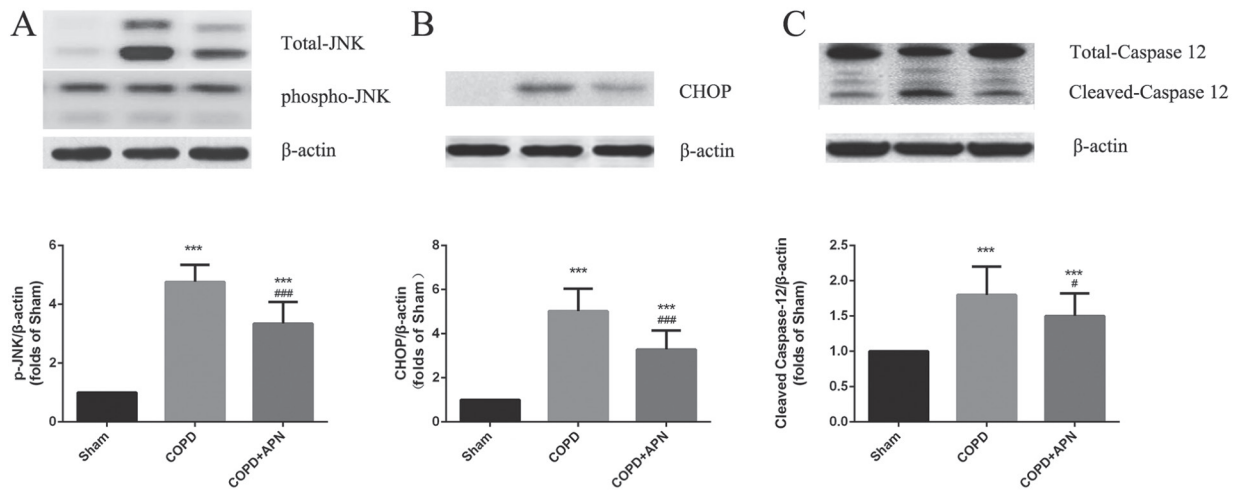 A
Total-JNK
phospho-JNK
β-actin
p-JNK/β-actin
(folds of Sham)
6
4
2
0
***
***
###
Sham
COPD
COPD+APN
B
CHOP
β-actin
CHOP/β-actin
(folds of Sham)
8
6
4
2
0
***
***
###
Sham
COPD
COPD+APN
C
Total-Caspase 12
Cleaved-Caspase 12
β-actin
Cleaved Caspase-12/β-actin
(folds of Sham)
2.5
2.0
1.5
1.0
0.5
0.0
***
***
#
Sham
COPD
COPD+APN